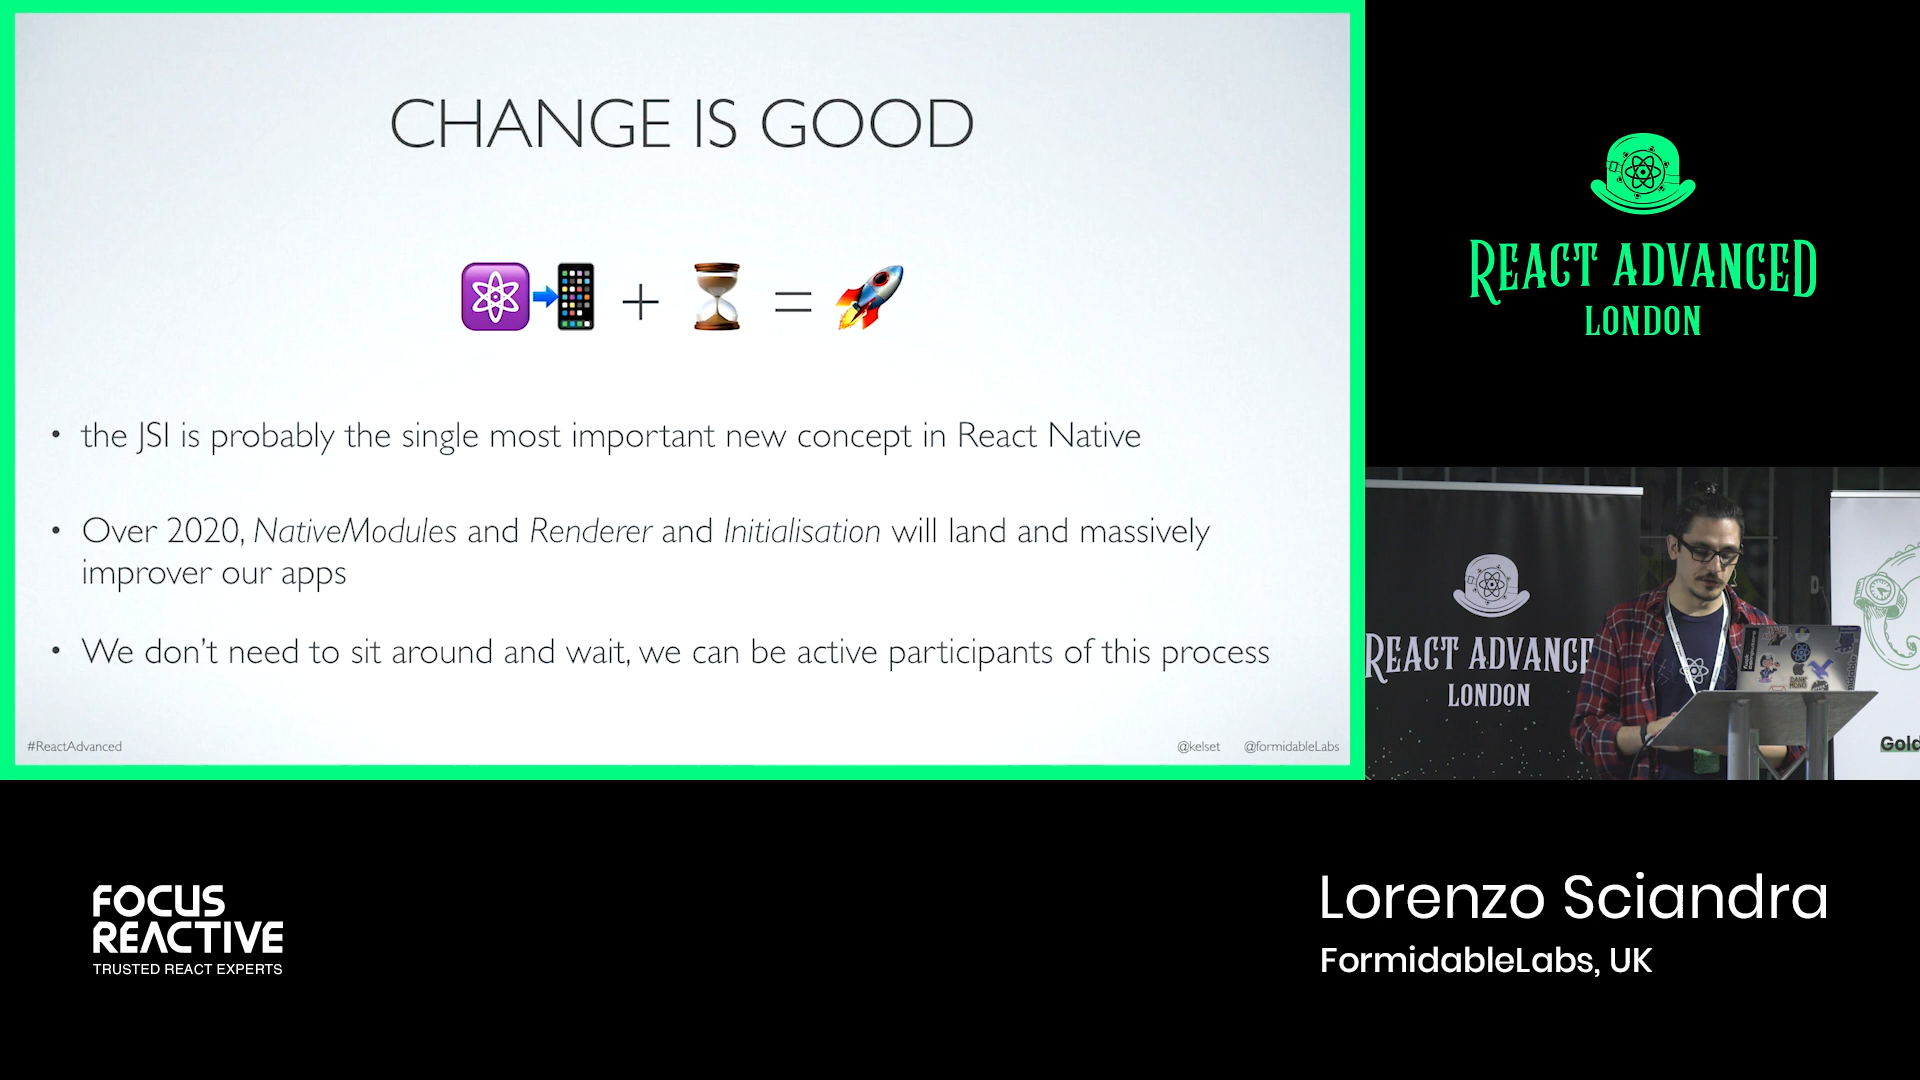 CHANGE IS GOOD
+ =
• the JSI is probably the single most important new concept in React Native
• Over 2020, NativeModules and Renderer and Initialisation will land and massively
improver our apps
• We don't need to sit around and wait, we can be active participants of this process
#ReactAdvanced
@kelset @formidableLabs
REACT ADVANCED
LONDON
REACT ADVANCE
LONDON
Gold
FOCUS
REACTIVE
TRUSTED REACT EXPERTS
Lorenzo Sciandra
FormidableLabs, UK